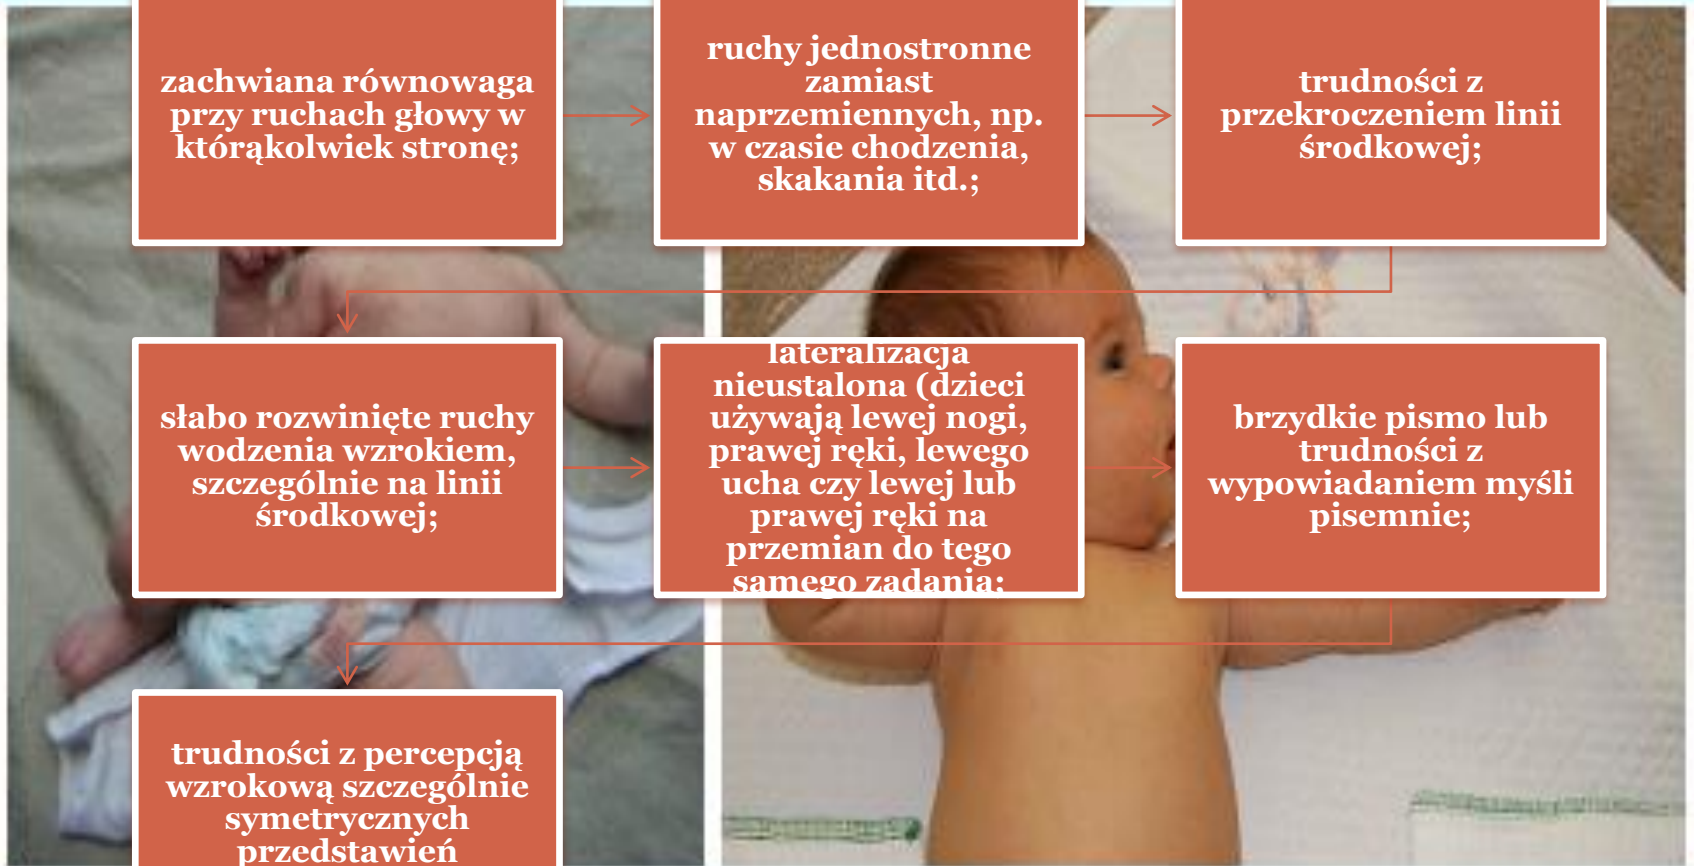 zachwiana równowaga
przy ruchach głowy w
którąkolwiek stronę;
ruchy jednostronne
zamiast
naprzemiennych, np.
w czasie chodzenia,
skakania itd.;
trudności z
przekroczeniem linii
środkowej;
słabo rozwinięte ruchy
wodzenia wzrokiem,
szczególnie na linii
środkowej;
lateralizacja
nieustalona (dzieci
używają lewej nogi,
prawej ręki, lewego
ucha czy lewej lub
prawej ręki na
przemian do tego
samego zadania;
brzydkie pismo lub
trudności z
wypowiadaniem myśli
pisemnie;
trudności z percepcją
wzrokową szczególnie
symetrycznych
przedstawień